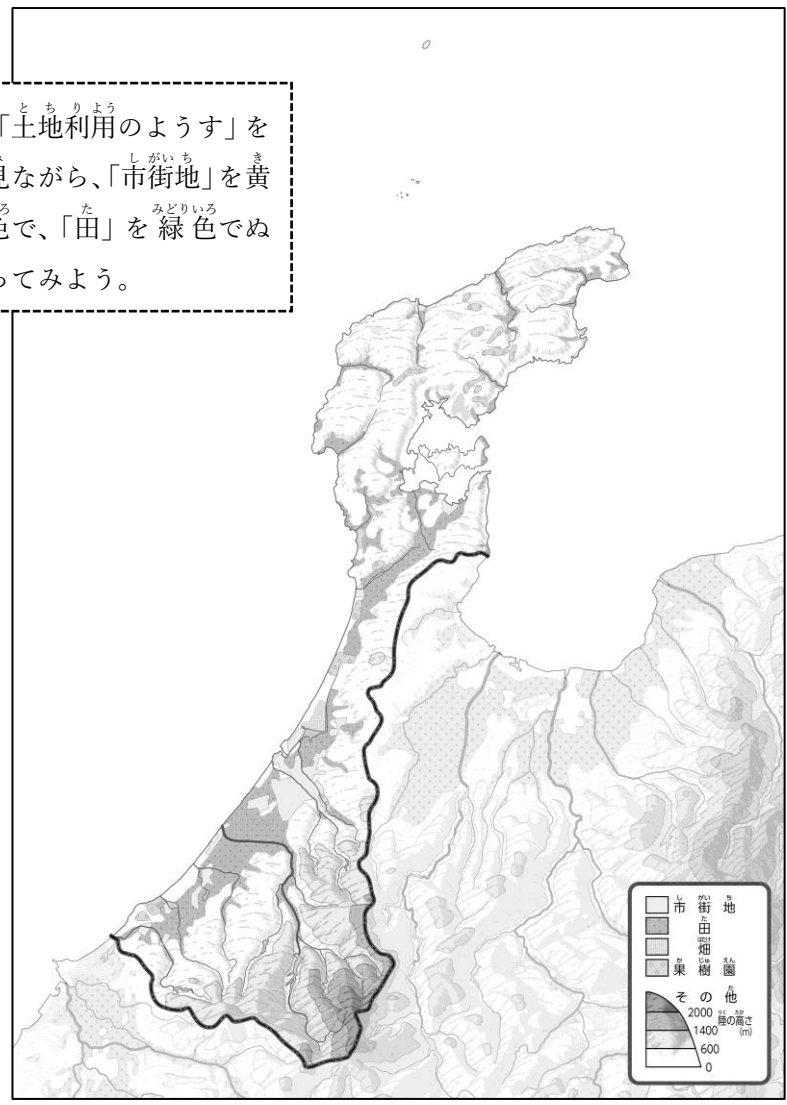 「土地利用のようす」を
見ながら、「市街地」を黄
色で、「田」を緑色でぬ
ってみよう。
市街地
田
畑
果樹園
その他
2000 陸の高さ
1400 (m)
600
0